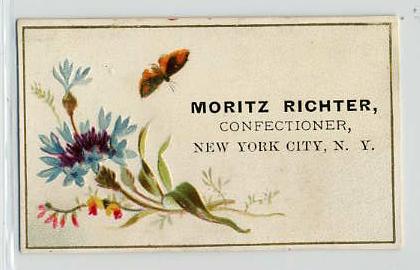 MORITZ RICHTER,
CONFECTIONER,
NEW YORK CITY, N. Y.